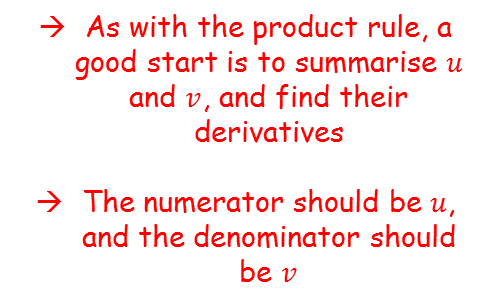 → As with the product rule, a
good start is to summarise u
and v, and find their
derivatives
→ The numerator should be u,
and the denominator should
be v